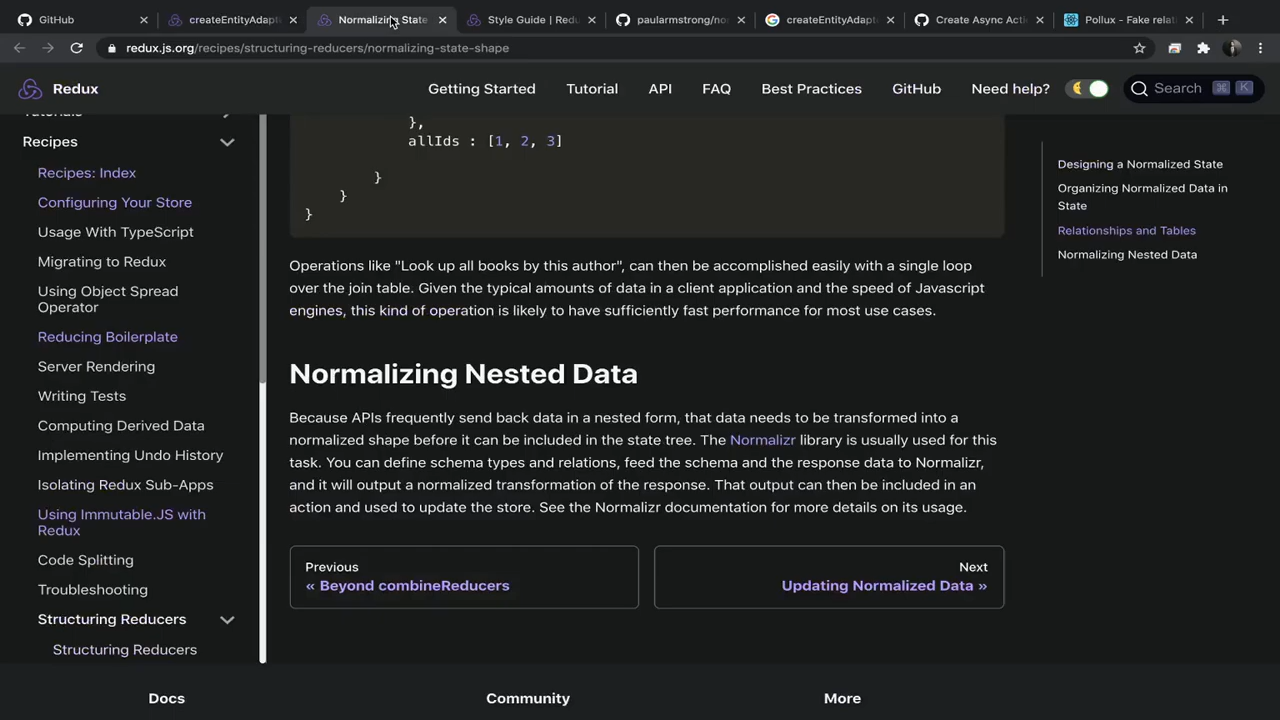 GitHub
createEntityAdapt
Normalizing State
Style Guide | Redu
paularmstrong/nor
createEntityAdapte
Create Async Acti
Pollux - Fake relat
redux.js.org/recipes/structuring-reducers/normalizing-state-shape
Redux
Getting Started
Tutorial
API
FAQ
Best Practices
GitHub
Need help?
Search
⌘ K
Recipes
Recipes: Index
Configuring Your Store
Usage With TypeScript
Migrating to Redux
Using Object Spread
Operator
Reducing Boilerplate
Server Rendering
Writing Tests
Computing Derived Data
Implementing Undo History
Isolating Redux Sub-Apps
Using Immutable.JS with
Redux
Code Splitting
Troubleshooting
Structuring Reducers
Structuring Reducers
},
allIds : [1, 2, 3]
}
}
}
Operations like "Look up all books by this author", can then be accomplished easily with a single loop
over the join table. Given the typical amounts of data in a client application and the speed of Javascript
engines, this kind of operation is likely to have sufficiently fast performance for most use cases.
Normalizing Nested Data
Because APIs frequently send back data in a nested form, that data needs to be transformed into a
normalized shape before it can be included in the state tree. The Normalizr library is usually used for this
task. You can define schema types and relations, feed the schema and the response data to Normalizr,
and it will output a normalized transformation of the response. That output can then be included in an
action and used to update the store. See the Normalizr documentation for more details on its usage.
Previous
« Beyond combineReducers
Next
Updating Normalized Data »
Designing a Normalized State
Organizing Normalized Data in
State
Relationships and Tables
Normalizing Nested Data
Docs
Community
More